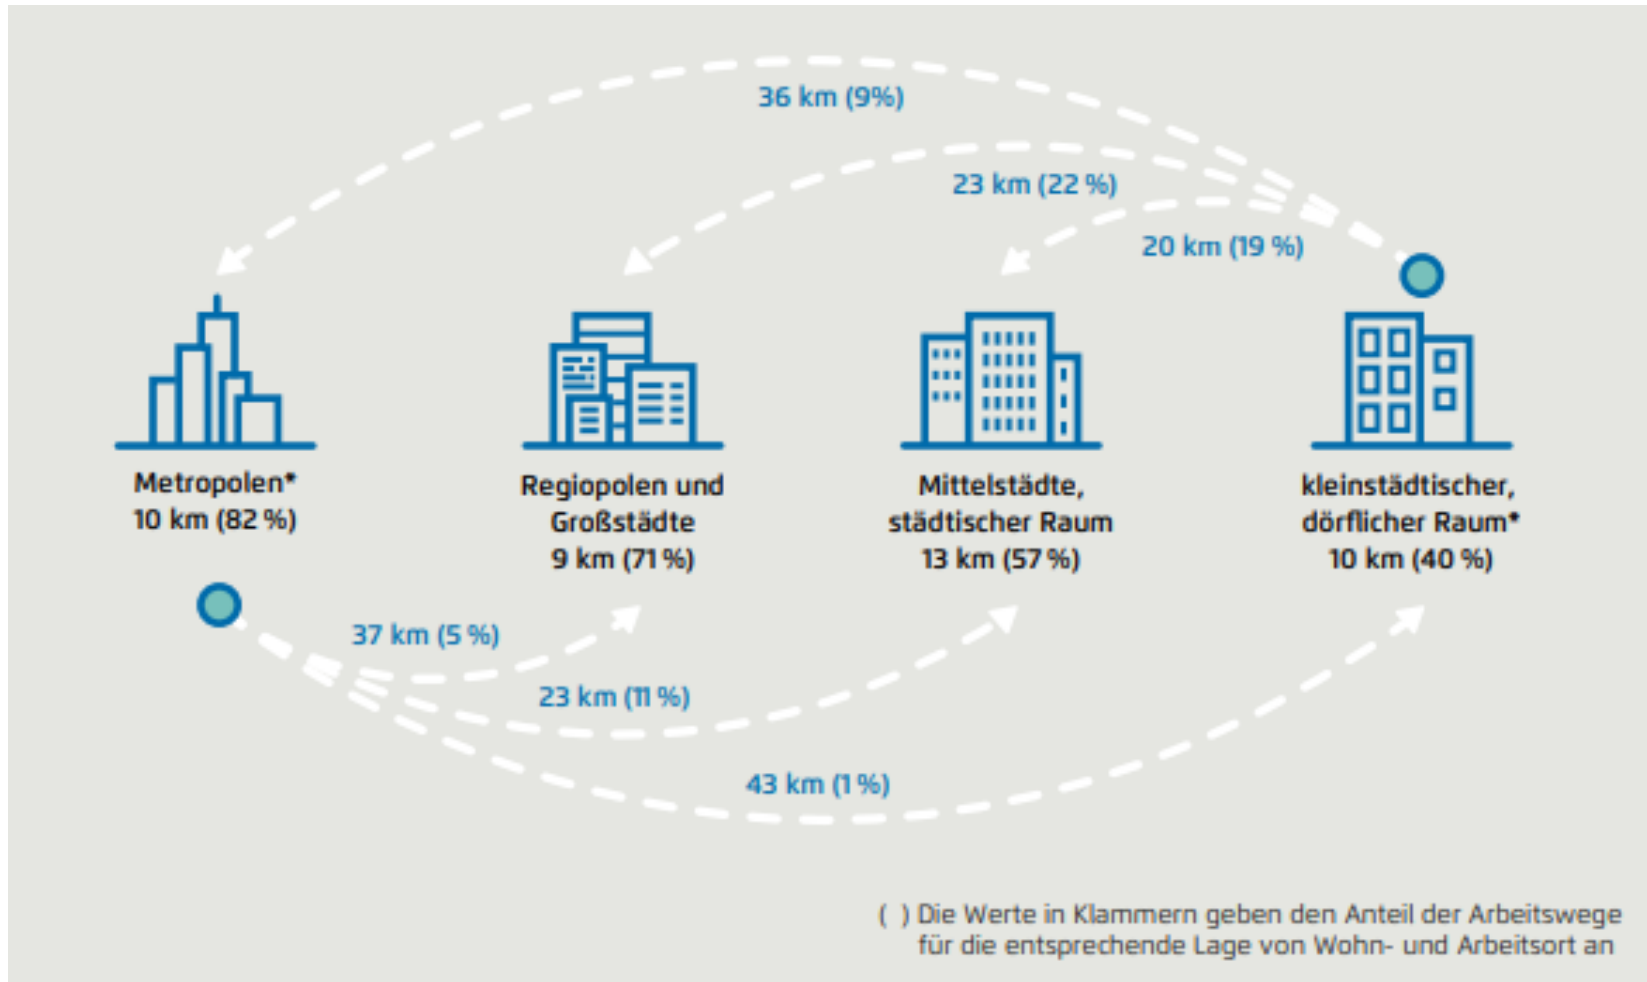 36 km (9%)
23 km (22 %)
20 km (19 %)
Metropolen*
10 km (82 %)
Regiopolen und
Großstädte
9 km (71 %)
Mittelstädte,
städtischer Raum
13 km (57 %)
kleinstädtischer,
dörflicher Raum*
10 km (40 %)
37 km (5 %)
23 km (11 %)
43 km (1 %)
( ) Die Werte in Klammern geben den Anteil der Arbeitswege
für die entsprechende Lage von Wohn- und Arbeitsort an